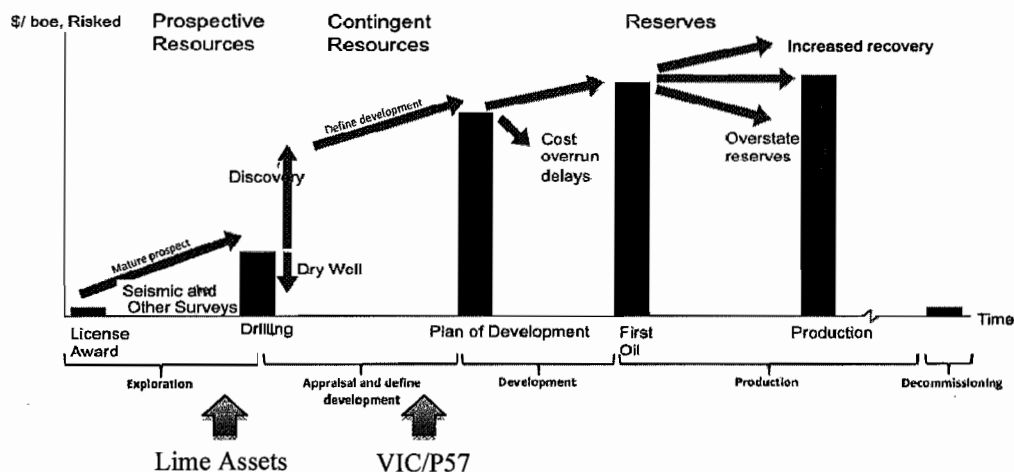 $/ boe, Risked
Prospective
Resources
Contingent
Resources
Reserves
Increased recovery
Define development
Cost
overrun
delays
Overstate
reserves
Discovery
Mature prospect
Dry Well
Seismic and
Other Surveys
License
Award
Drilling
Plan of Development
First
Oil
Production
Time
Exploration
Appraisal and define
development
Development
Production
Decommissioning
Lime Assets
VIC/P57